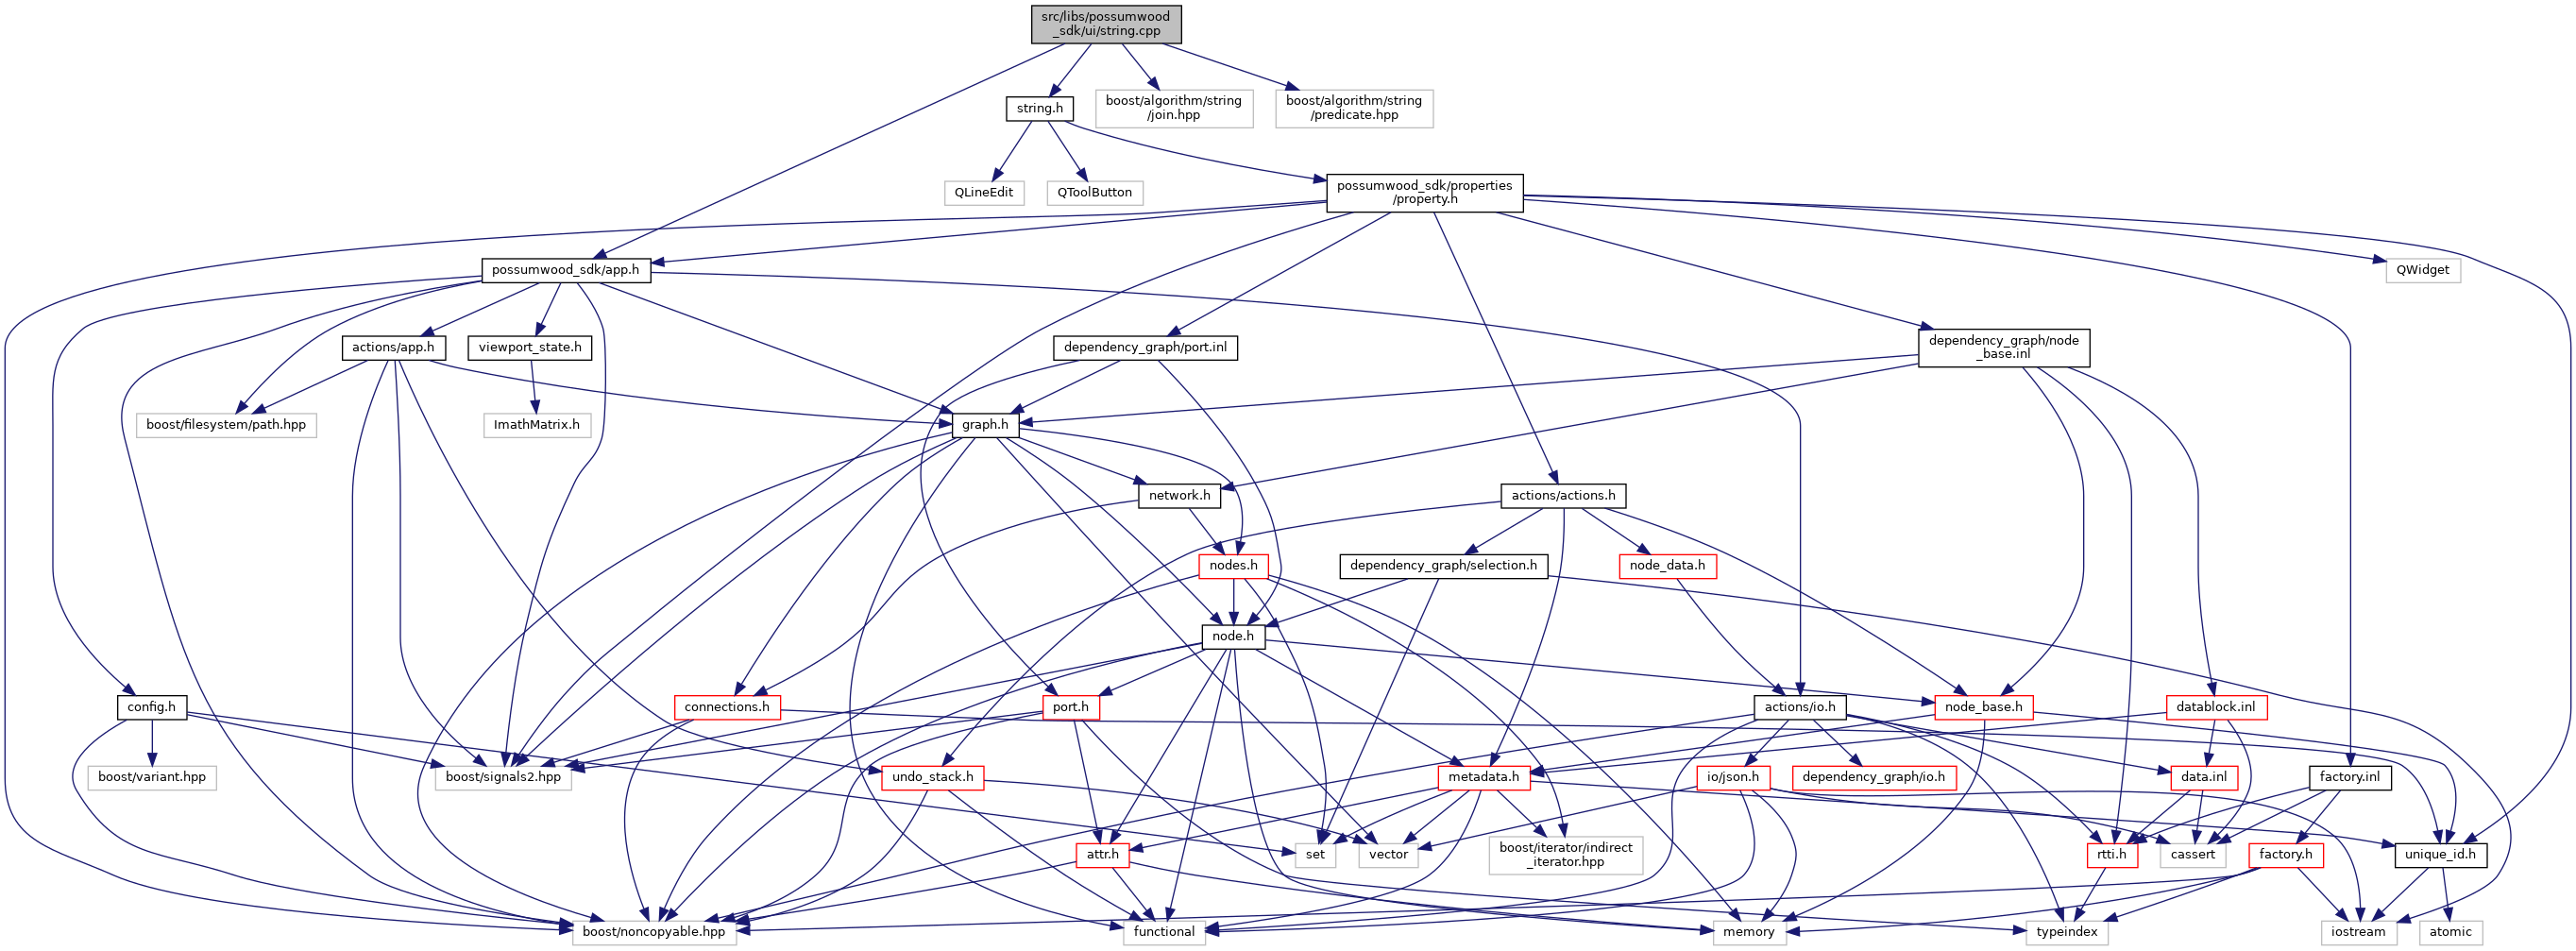 src/libs/possumwood
_sdk/ui/string.cpp
string.h
boost/algorithm/string
/join.hpp
boost/algorithm/string
/predicate.hpp
QLineEdit
QToolButton
possumwood_sdk/properties
/property.h
possumwood_sdk/app.h
QWidget
actions/app.h
viewport_state.h
dependency_graph/port.inl
dependency_graph/node
_base.inl
boost/filesystem/path.hpp
ImathMatrix.h
graph.h
network.h
actions/actions.h
nodes.h
dependency_graph/selection.h
node_data.h
node.h
config.h
connections.h
port.h
actions/io.h
node_base.h
datablock.inl
boost/variant.hpp
boost/signals2.hpp
undo_stack.h
metadata.h
io/json.h
dependency_graph/io.h
data.inl
factory.inl
set
vector
attr.h
boost/iterator/indirect
_iterator.hpp
rtti.h
cassert
factory.h
unique_id.h
boost/noncopyable.hpp
functional
memory
typeindex
iostream
atomic